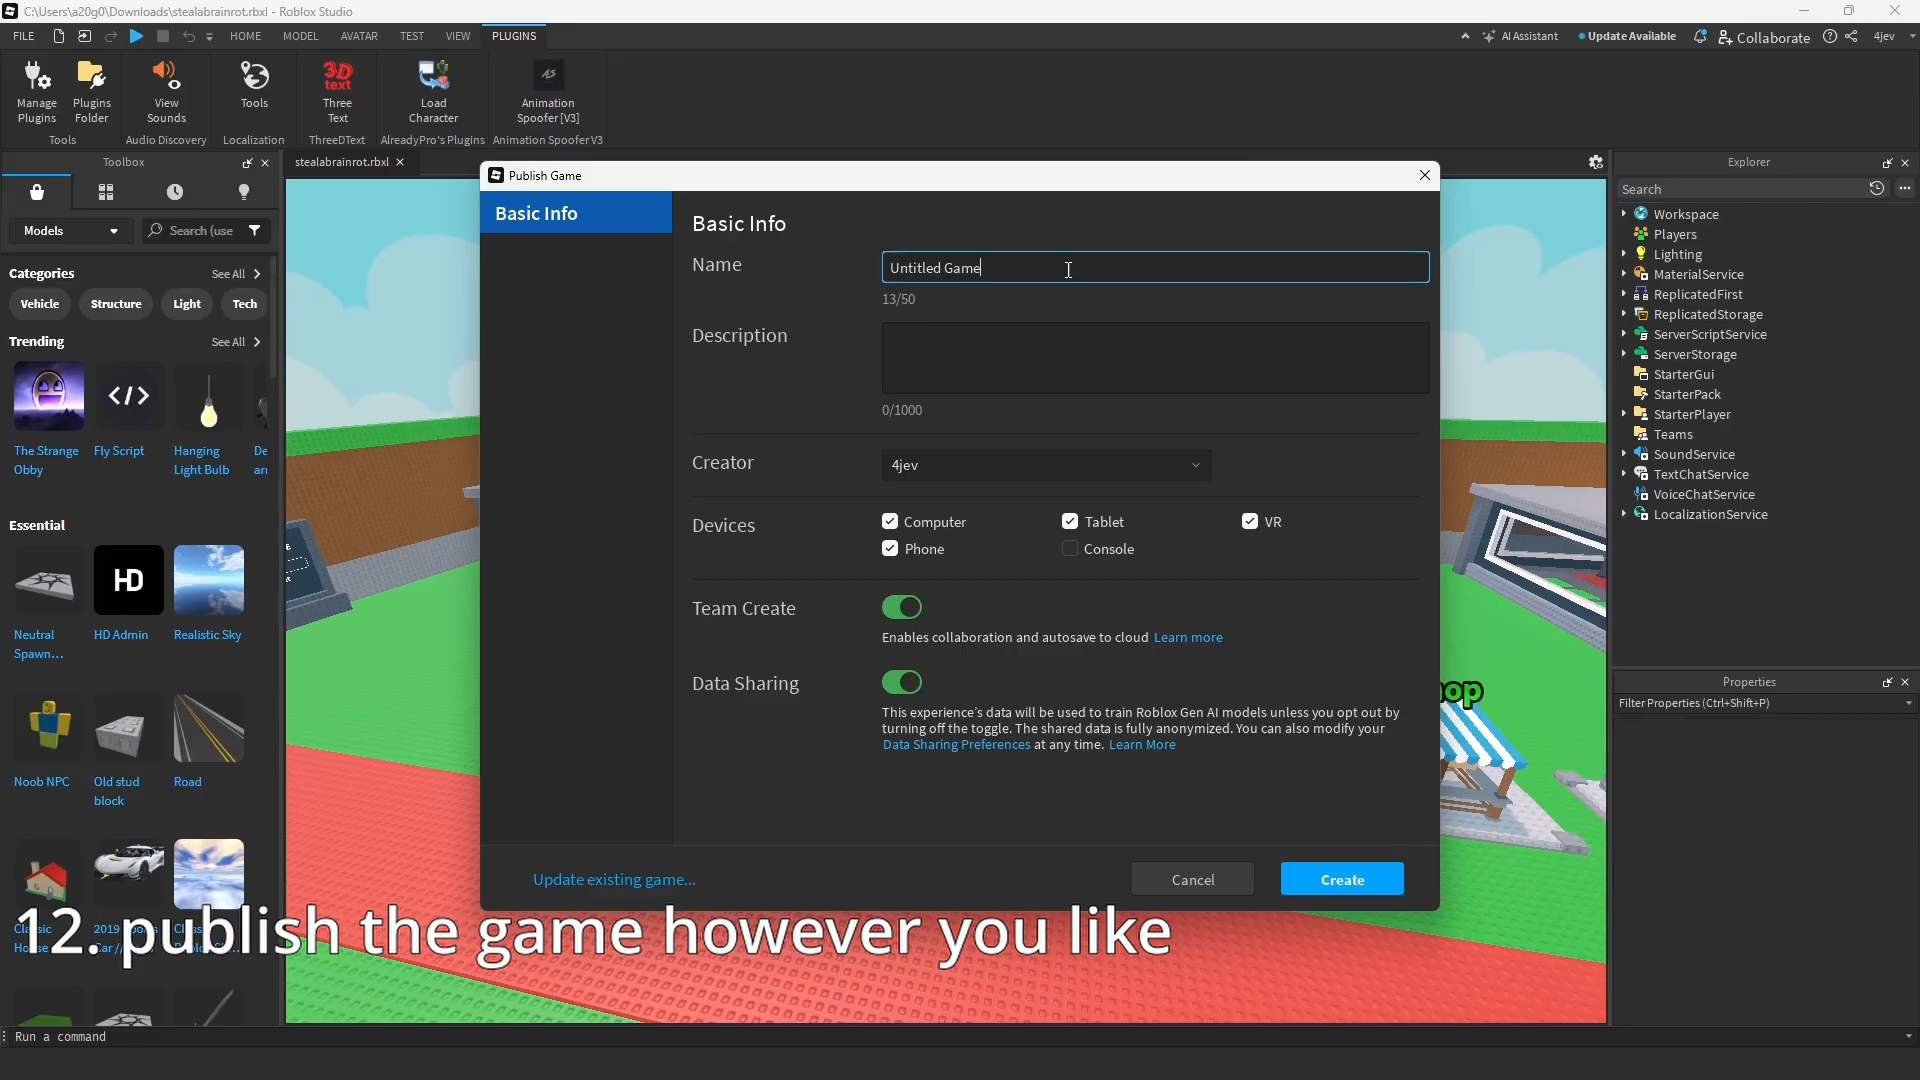 C:\Users\a20g0\Downloads\stealabrainrot.rbxl - Roblox Studio
FILE
HOME
MODEL
AVATAR
TEST
VIEW
PLUGINS
AI Assistant
Update Available
Collaborate
4jev
Manage
Plugins
Plugins
Folder
View
Sounds
Tools
Three
Text
Load
Character
Animation
Spoofer [V3]
Tools
Audio Discovery
Localization
ThreeDText
AlreadyPro's Plugins
Animation Spoofer V3
Toolbox
Models
Search (use
Categories
See All
Vehicle
Structure
Light
Tech
Trending
See All
The Strange
Obby
Fly Script
Hanging
Light Bulb
Essential
HD
Neutral
Spawn...
HD Admin
Realistic Sky
Noob NPC
Old stud
block
Road
stealabrainrot.rbxl
Publish Game
Basic Info
Basic Info
Name
Untitled Game
13/50
Description
0/1000
Creator
4jev
Devices
Computer
Tablet
VR
Phone
Console
Team Create
Enables collaboration and autosave to cloud Learn more
Data Sharing
This experience's data will be used to train Roblox Gen AI models unless you opt out by
turning off the toggle. The shared data is fully anonymized. You can also modify your
Data Sharing Preferences at any time. Learn More
Update existing game...
Cancel
Create
12. publish the game however you like
Explorer
Search
Workspace
Players
Lighting
MaterialService
ReplicatedFirst
ReplicatedStorage
ServerScriptService
ServerStorage
StarterGui
StarterPack
StarterPlayer
Teams
SoundService
TextChatService
VoiceChatService
LocalizationService
Properties
Filter Properties (Ctrl+Shift+P)
Run a command